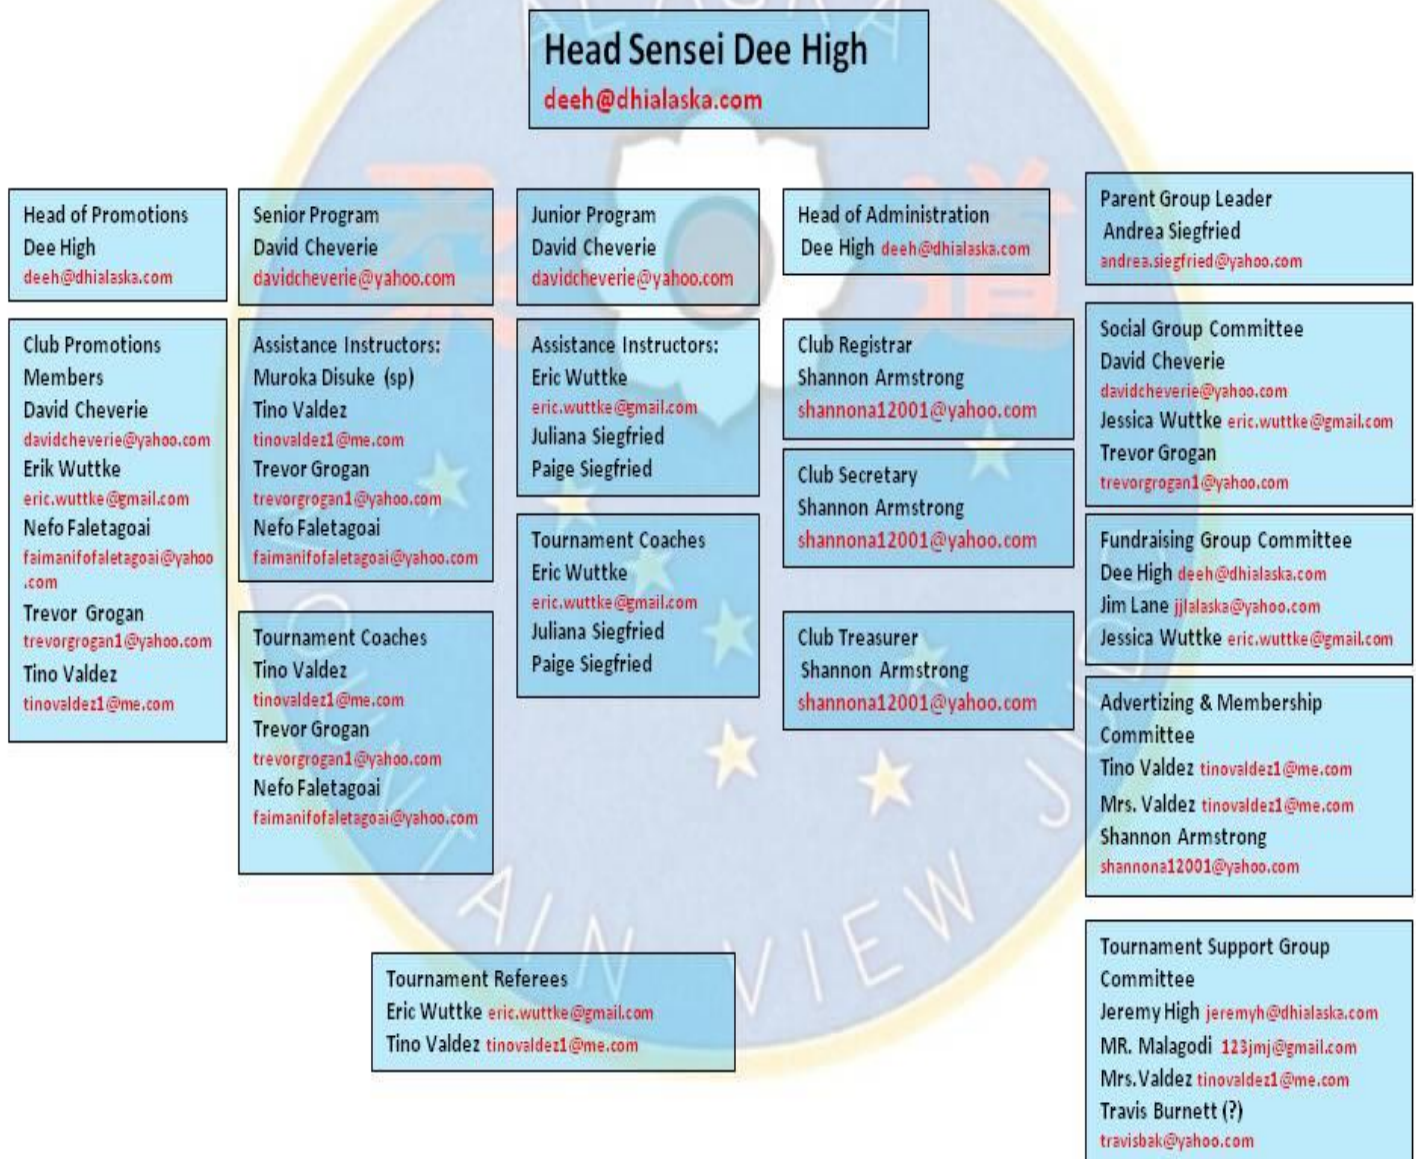 Head Sensei Dee High
deeh@dhialaska.com
Head of Promotions
Dee High
deeh@dhialaska.com
Club Promotions
Members
David Cheverie
davidcheverie@yahoo.com
Erik Wuttke
eric.wuttke@gmail.com
Nefo Faletagoai
faimanifofaletagoai@yahoo
.com
Trevor Grogan
trevorgrogan1@yahoo.com
Tino Valdez
tinovaldez1@me.com
Senior Program
David Cheverie
davidcheverie@yahoo.com
Assistance Instructors:
Muroka Disuke (sp)
Tino Valdez
tinovaldez1@me.com
Trevor Grogan
trevorgrogan1@yahoo.com
Nefo Faletagoai
faimanifofaletagoai@yahoo.com
Tournament Coaches
Tino Valdez
tinovaldez1@me.com
Trevor Grogan
trevorgrogan1@yahoo.com
Nefo Faletagoai
faimanifofaletagoai@yahoo.com
Junior Program
David Cheverie
davidcheverie@yahoo.com
Assistance Instructors:
Eric Wuttke
eric.wuttke@gmail.com
Juliana Siegfried
Paige Siegfried
Tournament Coaches
Eric Wuttke
eric.wuttke@gmail.com
Juliana Siegfried
Paige Siegfried
Head of Administration
Dee High deeh@dhialaska.com
Club Registrar
Shannon Armstrong
shannona12001@yahoo.com
Club Secretary
Shannon Armstrong
shannona12001@yahoo.com
Club Treasurer
Shannon Armstrong
shannona12001@yahoo.com
Parent Group Leader
Andrea Siegfried
andrea.siegfried@yahoo.com
Social Group Committee
David Cheverie
davidcheverie@yahoo.com
Jessica Wuttke eric.wuttke@gmail.com
Trevor Grogan
trevorgrogan1@yahoo.com
Fundraising Group Committee
Dee High deeh@dhialaska.com
Jim Lane jjlalaska@yahoo.com
Jessica Wuttke eric.wuttke@gmail.com
Advertizing & Membership
Committee
Tino Valdez tinovaldez1@me.com
Mrs. Valdez tinovaldez1@me.com
Shannon Armstrong
shannona12001@yahoo.com
Tournament Support Group
Committee
Jeremy High jeremyh@dhialaska.com
MR. Malagodi 123jmj@gmail.com
Mrs.Valdez tinovaldez1@me.com
Travis Burnett (?)
travisbak@yahoo.com
Tournament Referees
Eric Wuttke eric.wuttke@gmail.com
Tino Valdez tinovaldez1@me.com
ALASKA
柔道
MOUNTAIN VIEW JUDO